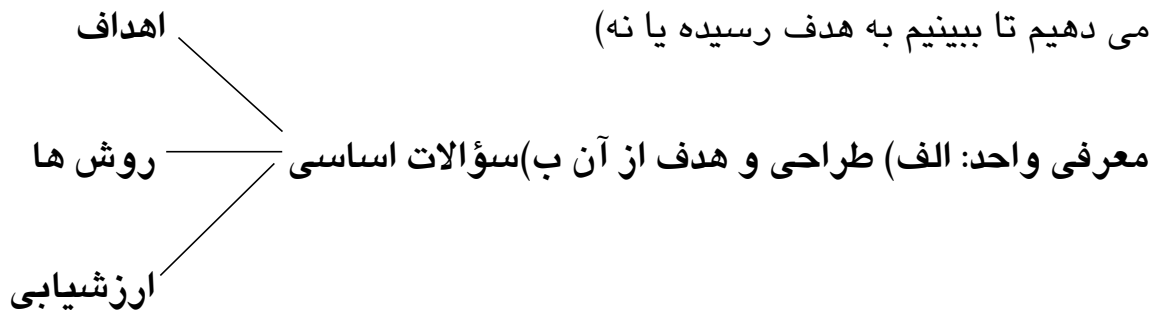 می دهیم تا ببینیم به هدف رسیده یا نه) اهداف
معرفی واحد: الف) طراحی و هدف از آن ب)سؤالات اساسی روش ها
ارزشیابی